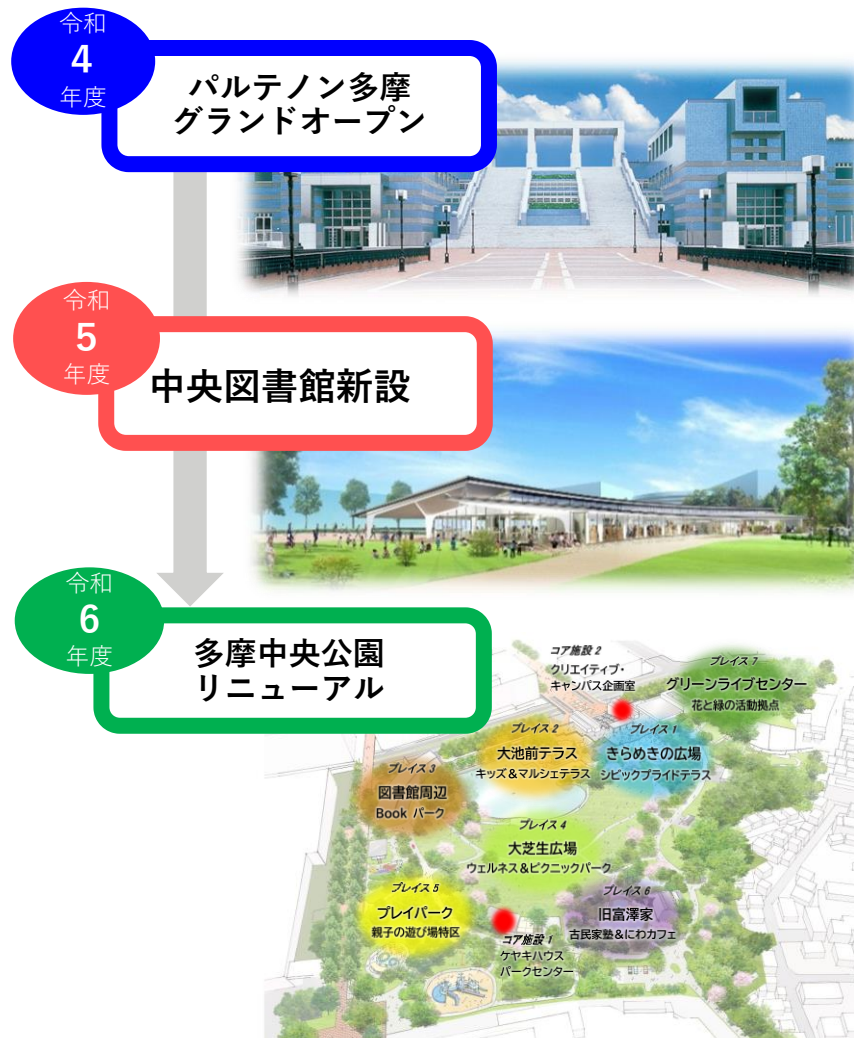 令和
4
年度
パルテノン多摩
グランドオープン
令和
5
年度
中央図書館新設
令和
6
年度
多摩中央公園
リニューアル
コア施設 2
クリエイティブ・
キャンパス企画室
プレイス 7
グリーンライブセンター
花と緑の活動拠点
プレイス 2
大池前テラス
キッズ&マルシェテラス
プレイス 1
きらめきの広場
シビックプライドテラス
プレイス 3
図書館周辺
Book パーク
プレイス 4
大芝生広場
ウェルネス&ピクニックパーク
プレイス 5
プレイパーク
親子の遊び場特区
コア施設 1
ケヤキハウス
パークセンター
プレイス 6
旧富澤家
古民家塾&にわカフェ